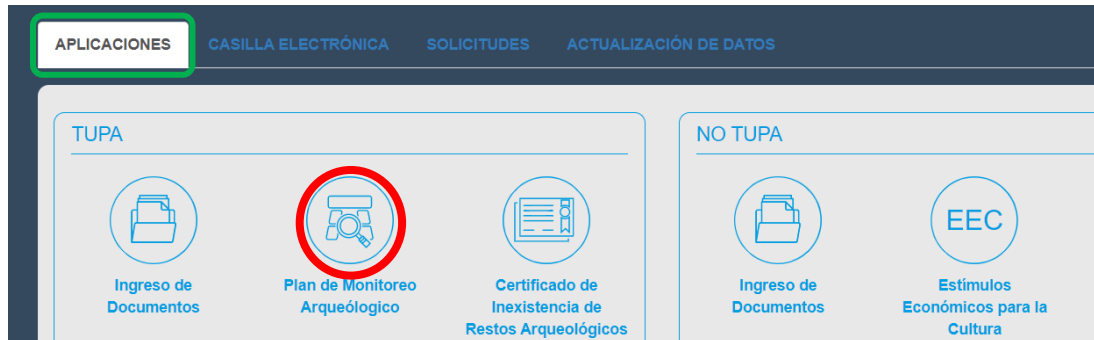 APLICACIONES CASILLA ELECTRÓNICA SOLICITUDES ACTUALIZACIÓN DE DATOS
TUPA
Ingreso de
Documentos
Plan de Monitoreo
Arqueólogico
Certificado de
Inexistencia de
Restos Arqueológicos
NO TUPA
Ingreso de
Documentos
EEC
Estímulos
Económicos para la
Cultura